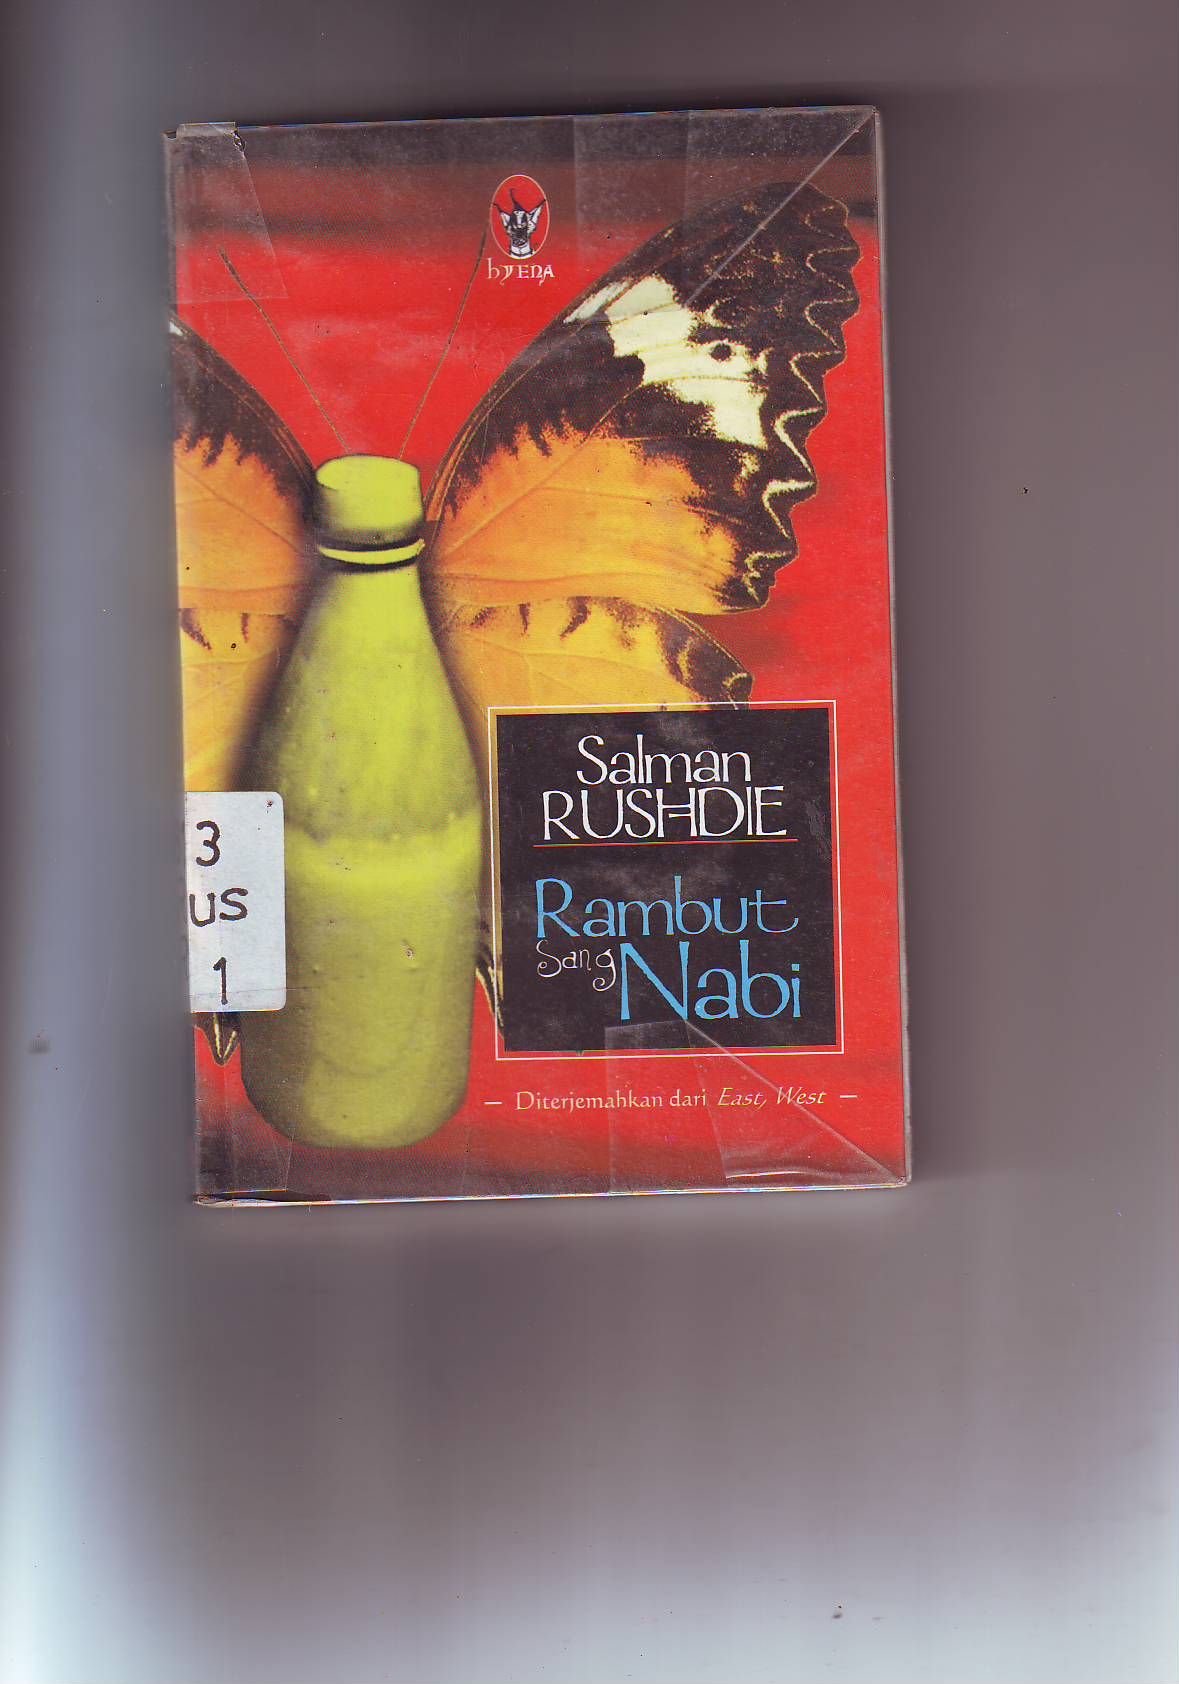 hyena
Salman
RUSHDIE
Rambut
Sang
Nabi
— Diterjemahkan dari East, West —
3
US
1